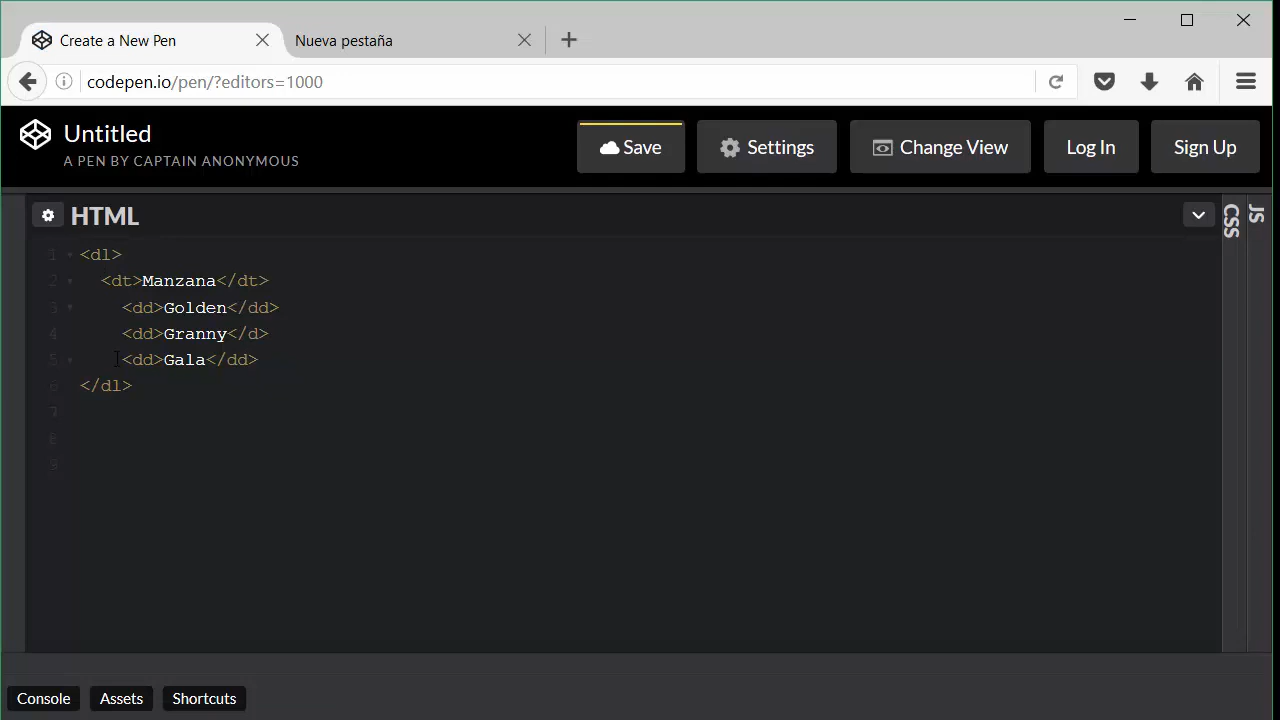 Create a New Pen
Nueva pestaña
codepen.io/pen/?editors=1000
Untitled
A PEN BY CAPTAIN ANONYMOUS
Save
Settings
Change View
Log In
Sign Up
HTML
CSS
JS
1 <dl>
2 <dt>Manzana</dt>
3 <dd>Golden</dd>
4 <dd>Granny</d>
5 <dd>Gala</dd>
6 </dl>
7
8
9
Console
Assets
Shortcuts